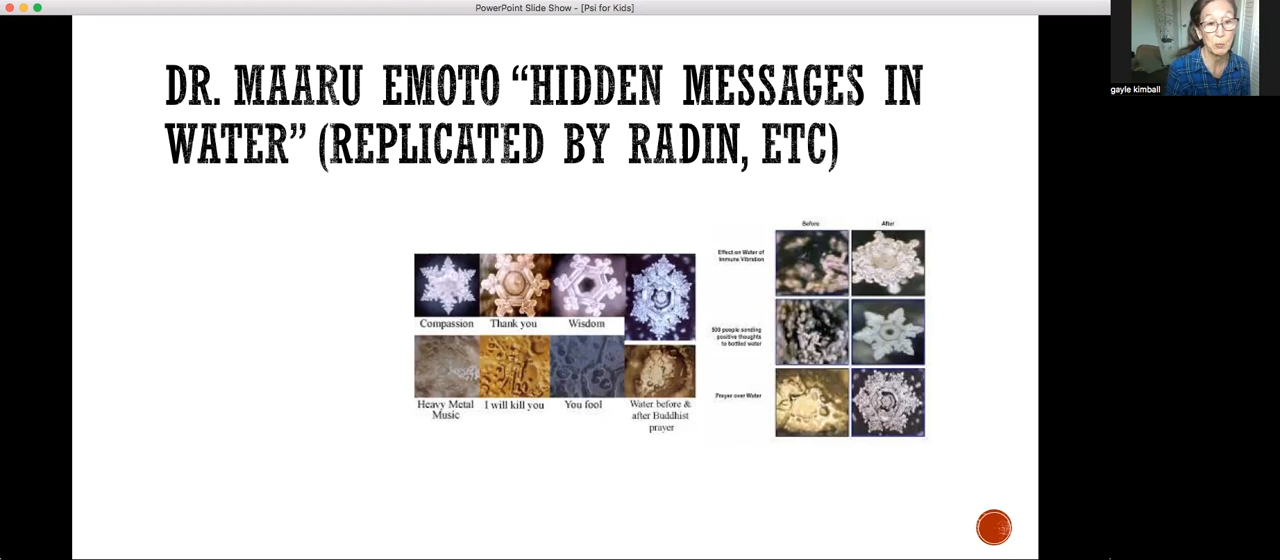 PowerPoint Slide Show - [Psi for Kids]
gayle kimball
DR. MAARU EMOTO “HIDDEN MESSAGES IN
WATER” (REPLICATED BY RADIN, ETC)
Compassion
Thank you
Wisdom
Heavy Metal
Music
I will kill you
You fool
Water before &
after Buddhist
prayer
Before
After
Effect on Water of
Immune Vibration
500 people sending
positive thoughts
to bottled water
Prayer over Water